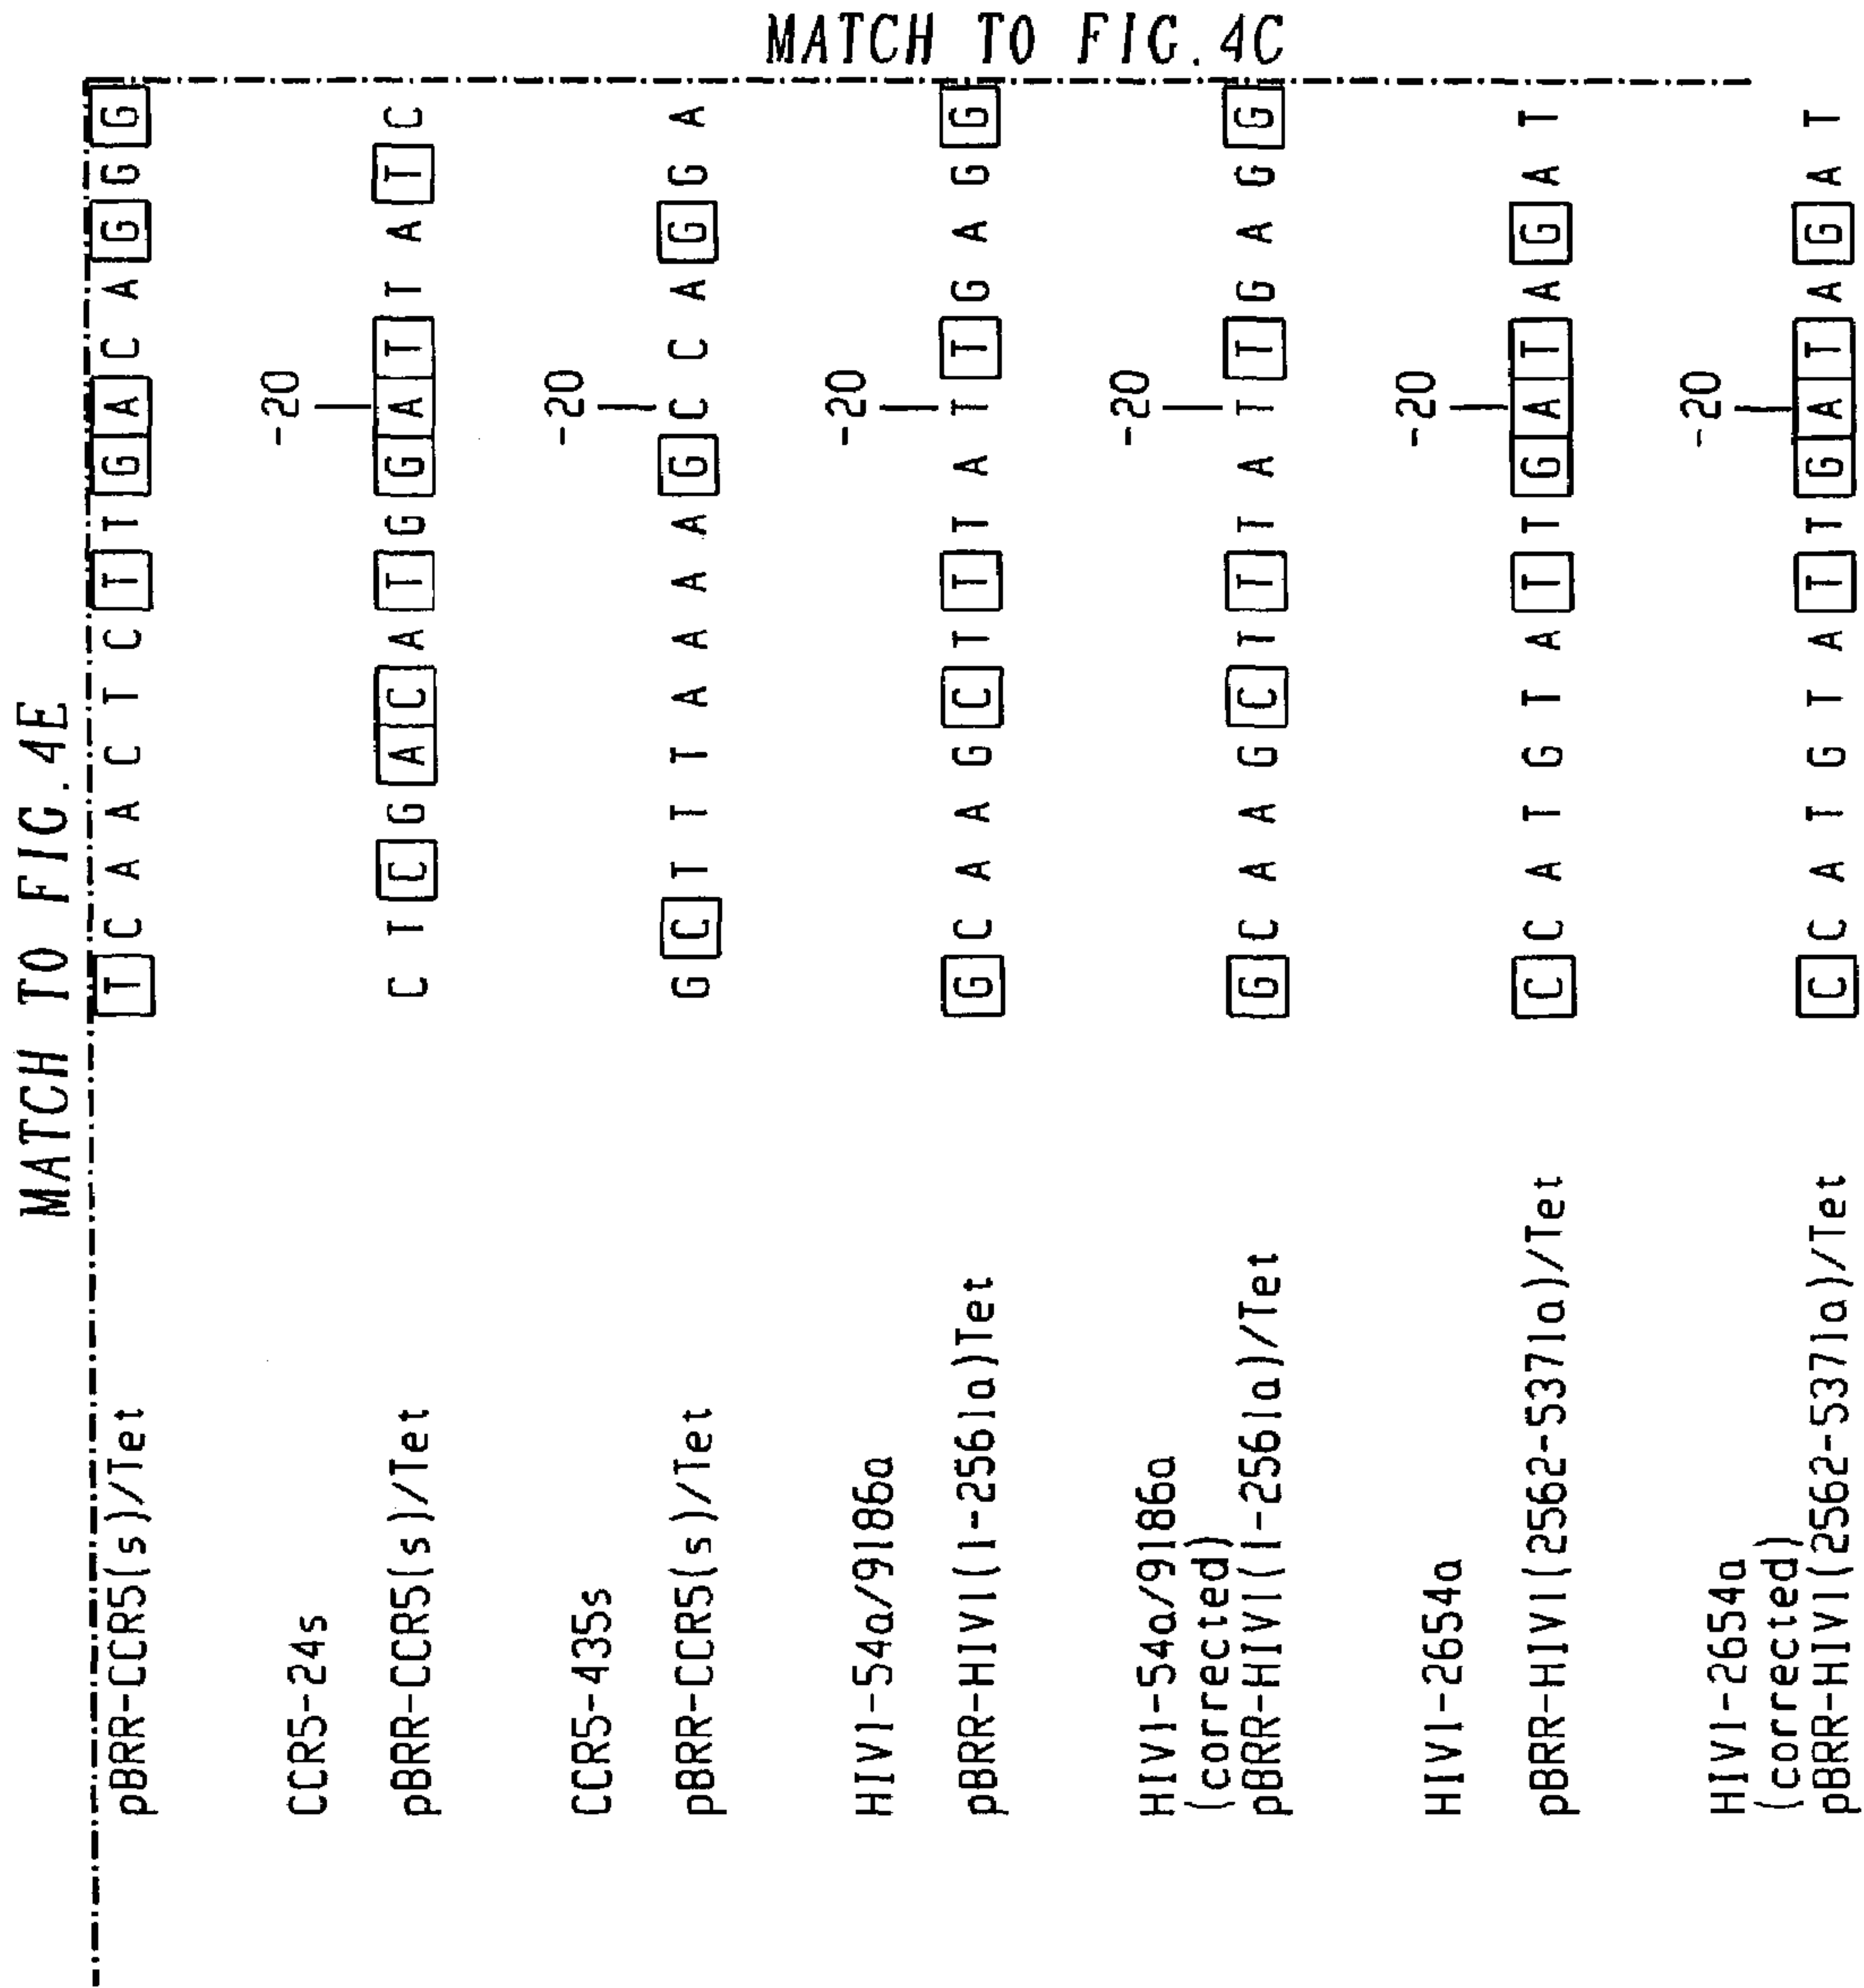 MATCH TO FIG. 4E
pBRR-CCR5(s)/Tet T C A A C T C T T G A C A G G G
CCR5-24s -20
pBRR-CCR5(s)/Tet C T C G A C A T G G A T T A T C
CCR5-435s -20
pBRR-CCR5(s)/Tet G C T T T A A A A G C C A G G A
HIV1-54a/9186a -20
pBRR-HIV1(1-2561a)Tet G C A A G C T T T A T T G A G G
HIV1-54a/9186a -20
(corrected)
pBRR-HIV1(1-2561a)/Tet G C A A G C T T T A T T G A G G
HIV1-2654a -20
pBRR-HIV1(2562-5371a)/Tet C C A T G T A T T G A T A G A T
HIV1-2654a -20
(corrected)
pBRR-HIV1(2562-5371a)/Tet C C A T G T A T T G A T A G A T
MATCH TO FIG. 4C